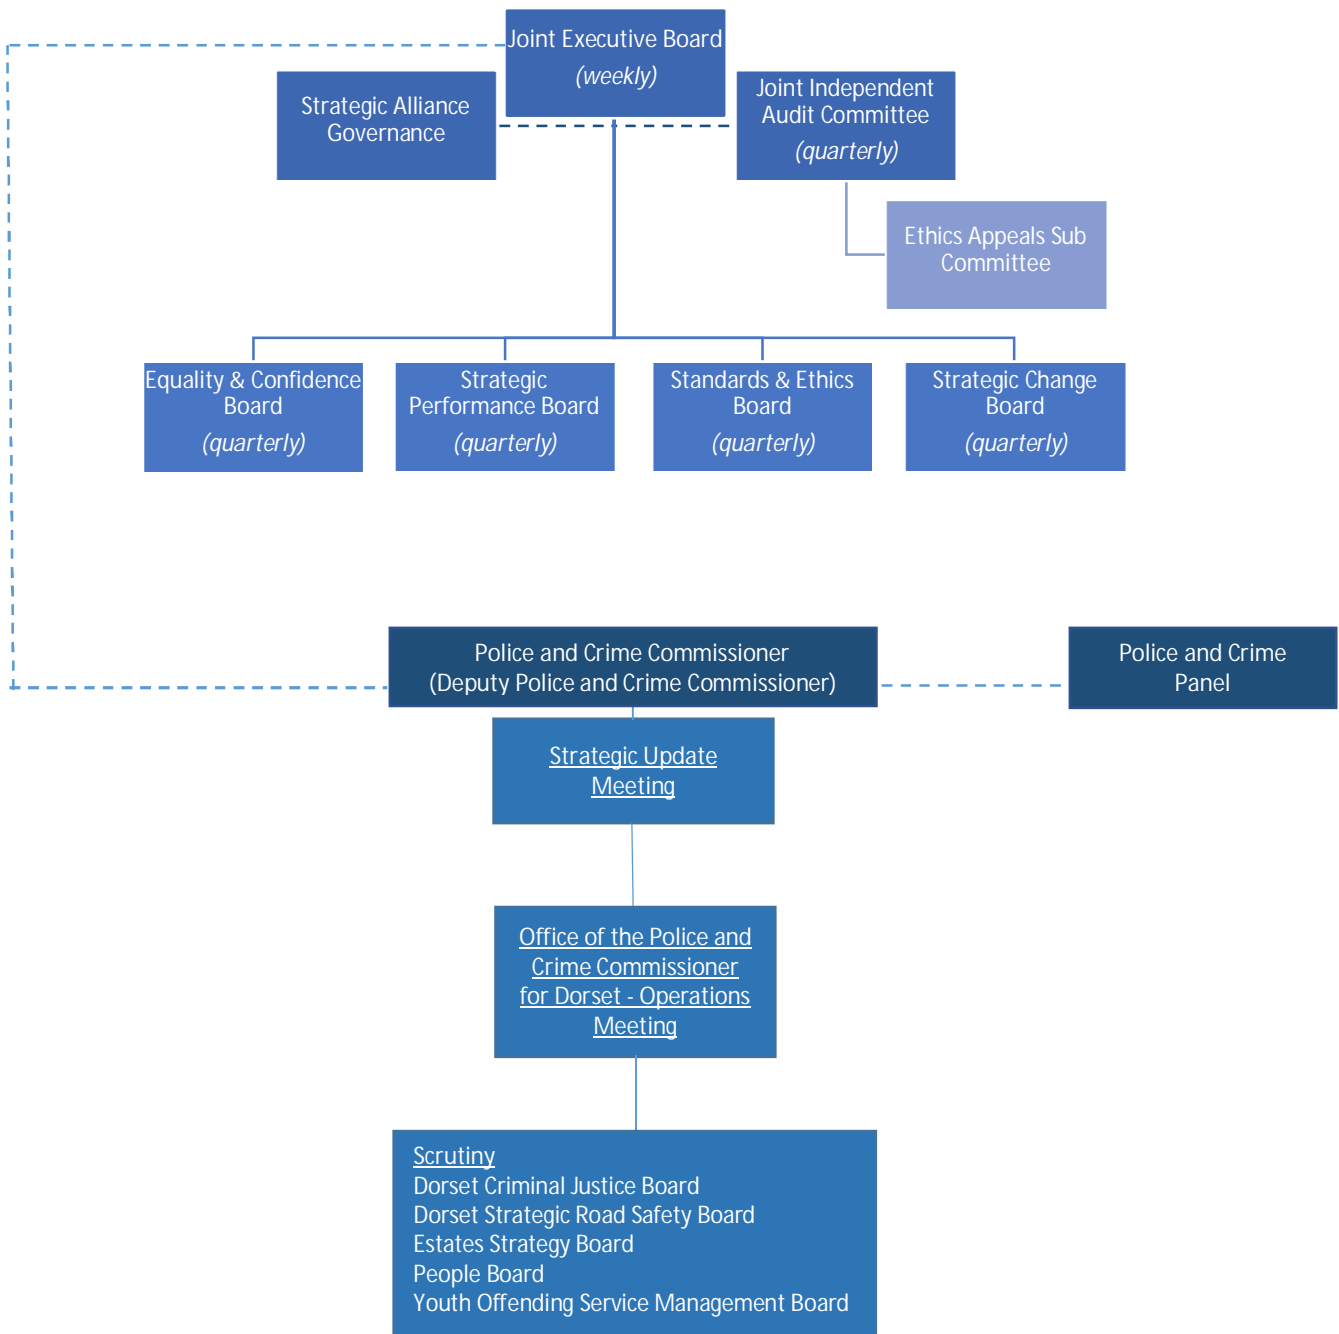 Joint Executive Board
(weekly)
Strategic Alliance
Governance
Joint Independent
Audit Committee
(quarterly)
Ethics Appeals Sub
Committee
Equality & Confidence
Board
(quarterly)
Strategic
Performance Board
(quarterly)
Standards & Ethics
Board
(quarterly)
Strategic Change
Board
(quarterly)
Police and Crime Commissioner
(Deputy Police and Crime Commissioner)
Police and Crime
Panel
Strategic Update
Meeting
Office of the Police and
Crime Commissioner
for Dorset - Operations
Meeting
Scrutiny
Dorset Criminal Justice Board
Dorset Strategic Road Safety Board
Estates Strategy Board
People Board
Youth Offending Service Management Board